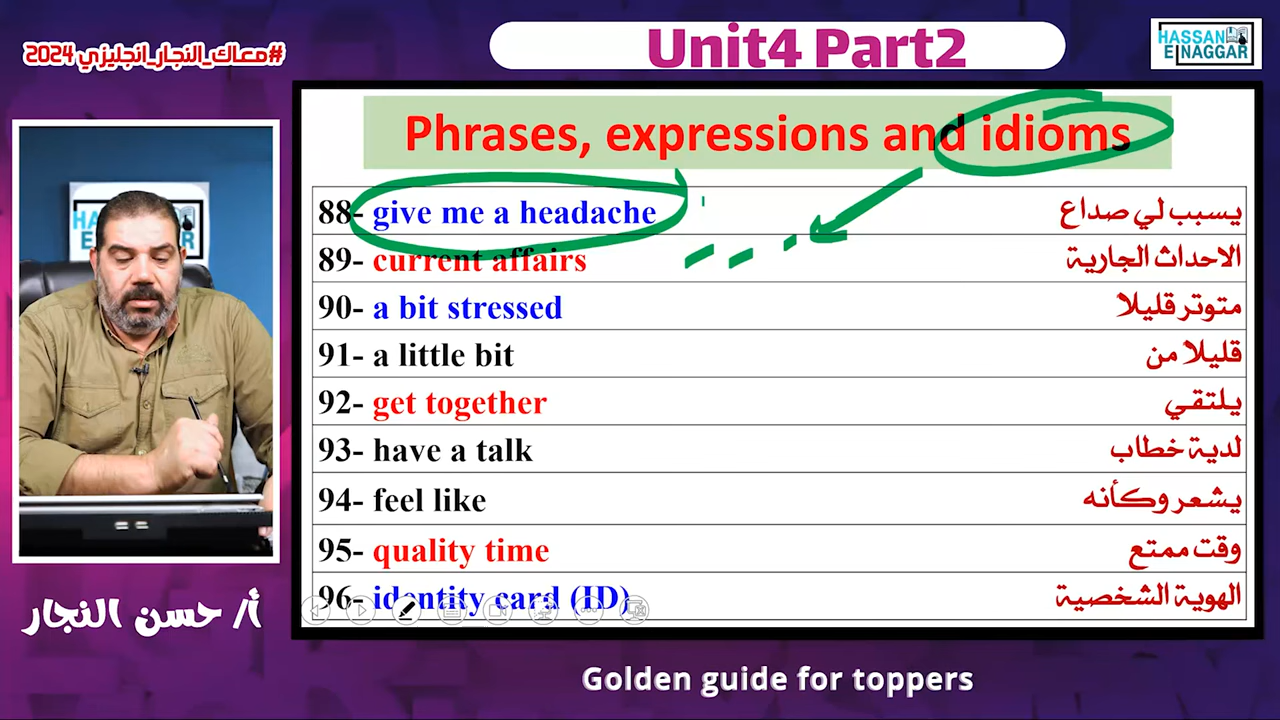 #معاك_النجار_انجليزي 2024
Unit4 Part2
HASSAN
ElNAGGAR
Phrases, expressions and idioms
88- give me a headache يسبب لي صداع
89- current affairs الاحداث الجارية
90- a bit stressed متوتر قليلا
91- a little bit قليلا من
92- get together يلتقي
93- have a talk لدية خطاب
94- feel like يشعر وكأنه
95- quality time وقت ممتع
96- identity card (ID) الهوية الشخصية
أ/ حسن النجار
Golden guide for toppers